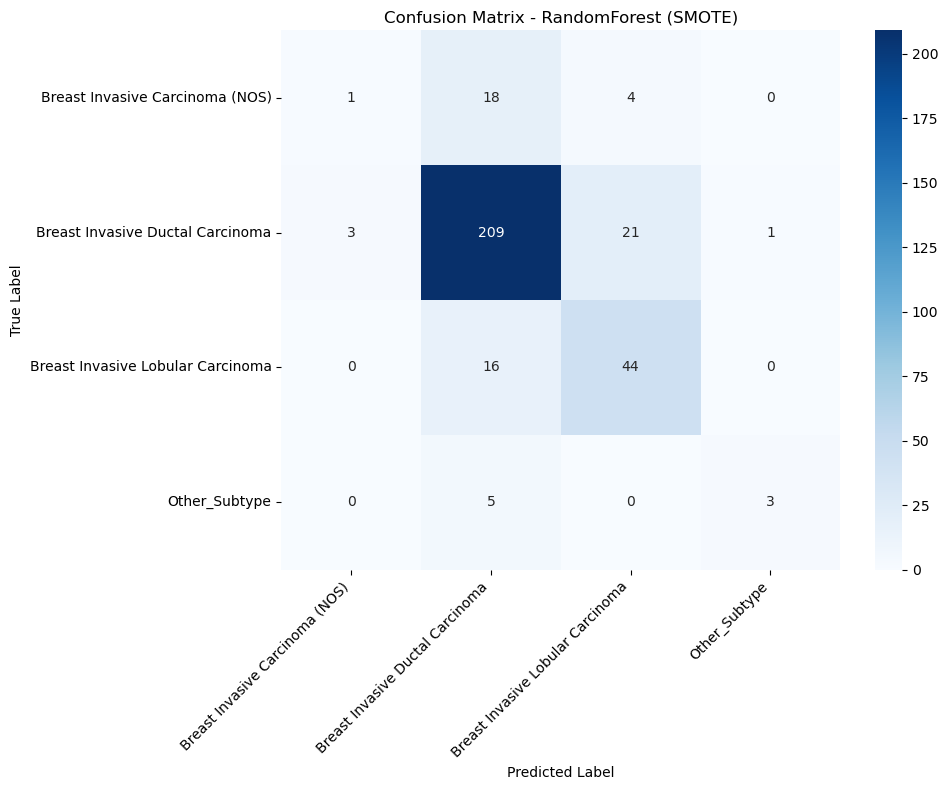 Confusion Matrix - RandomForest (SMOTE)
True Label
Breast Invasive Carcinoma (NOS)
1 18 4 0
Breast Invasive Ductal Carcinoma
3 209 21 1
Breast Invasive Lobular Carcinoma
0 16 44 0
Other_Subtype
0 5 0 3
Breast Invasive Carcinoma (NOS)
Breast Invasive Ductal Carcinoma
Breast Invasive Lobular Carcinoma
Other_Subtype
Predicted Label
200
175
150
125
100
75
50
25
0